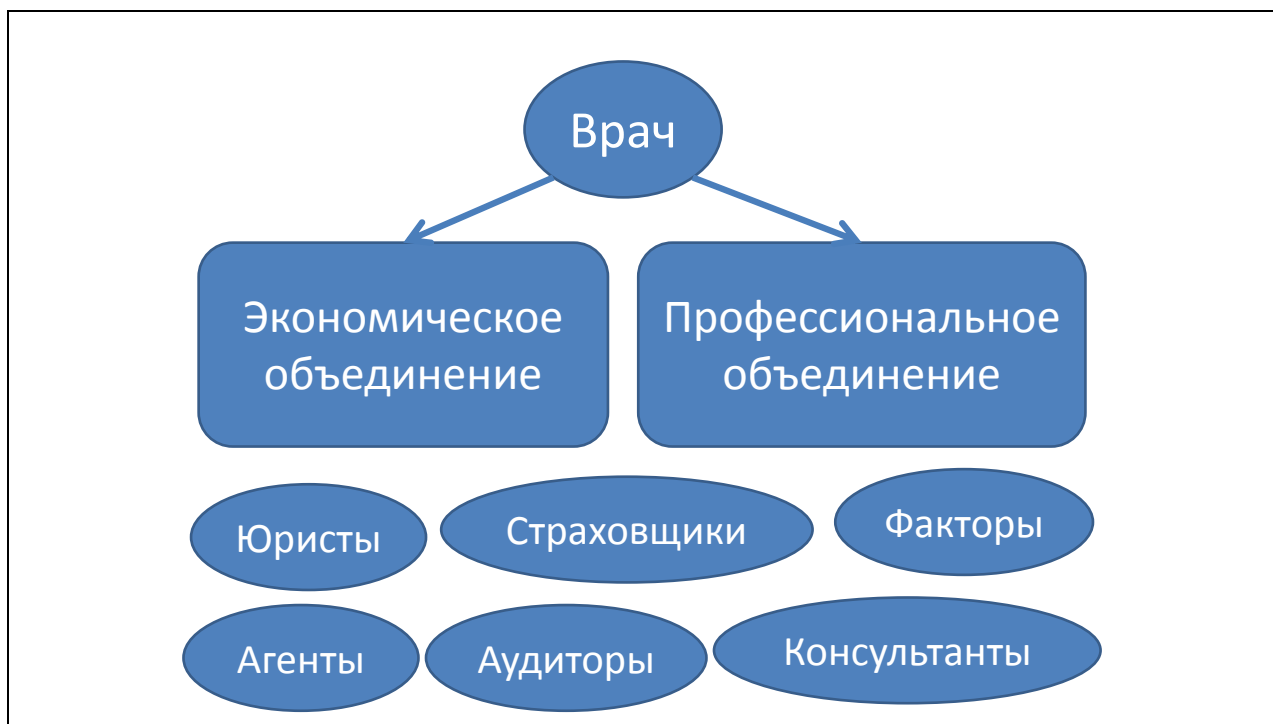 Врач
Экономическое
объединение
Профессиональное
объединение
Юристы
Страховщики
Факторы
Агенты
Аудиторы
Консультанты